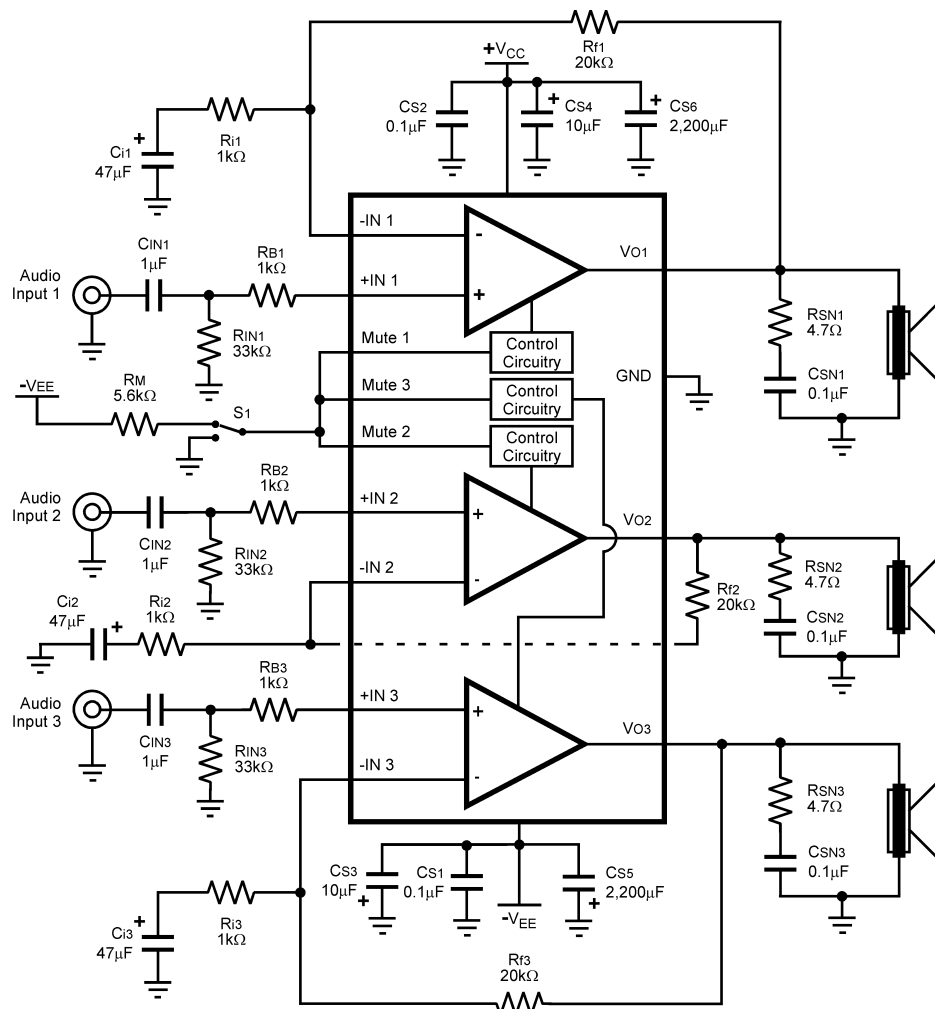 Rf1
20kΩ
+VCC
CS2
0.1µF
+
CS4
10µF
+
CS6
2,200µF
+
Ci1
47µF
Ri1
1kΩ
-IN 1
-
VO1
Audio
Input 1
CIN1
1µF
RB1
1kΩ
+IN 1
+
RIN1
33kΩ
RSN1
4.7Ω
CSN1
0.1µF
Mute 1
Control
Circuitry
GND
-VEE
RM
5.6kΩ
S1
Mute 3
Control
Circuitry
Mute 2
Control
Circuitry
Audio
Input 2
CIN2
1µF
RB2
1kΩ
+IN 2
+
VO2
RIN2
33kΩ
-IN 2
-
Rf2
20kΩ
RSN2
4.7Ω
CSN2
0.1µF
Ci2
47µF
+
Ri2
1kΩ
Audio
Input 3
CIN3
1µF
RB3
1kΩ
+IN 3
+
VO3
RIN3
33kΩ
-IN 3
-
RSN3
4.7Ω
CSN3
0.1µF
CS3
10µF
+
CS1
0.1µF
-VEE
CS5
2,200µF
+
+
Ci3
47µF
Ri3
1kΩ
Rf3
20kΩ